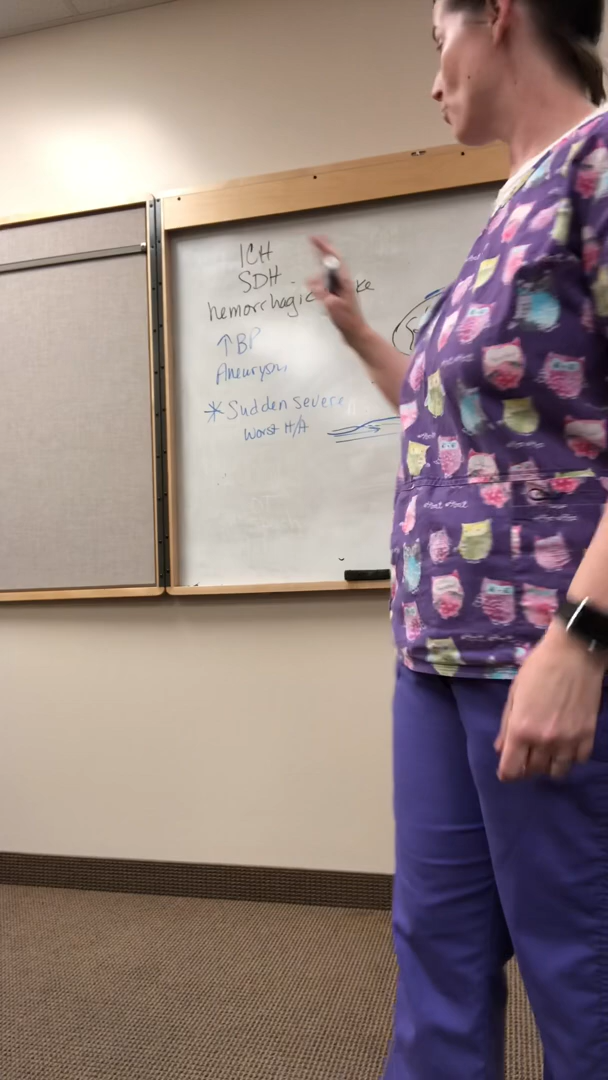 ICH
SDH
hemorrhagic
↑BP
Aneurysm
* Sudden severe
Worst H/A